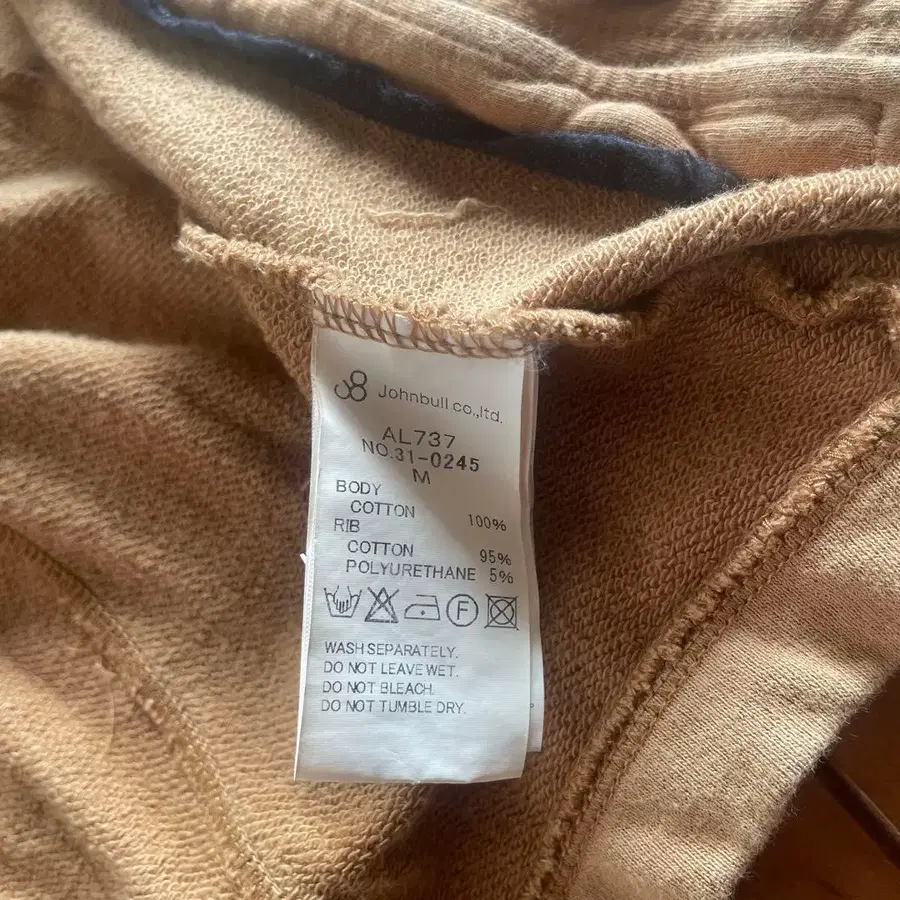 Johnbull co.,ltd.
AL737
NO.31-0245
M
BODY
COTTON 100%
RIB
COTTON 95%
POLYURETHANE 5%
F
WASH SEPARATELY.
DO NOT LEAVE WET.
DO NOT BLEACH.
DO NOT TUMBLE DRY.